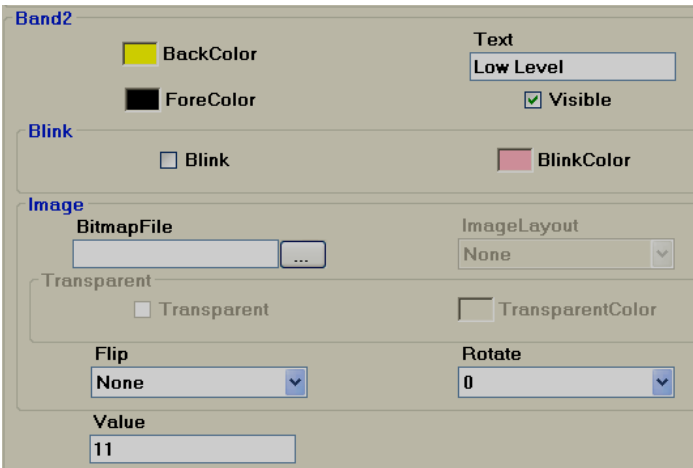 Band2
BackColor
Text
Low Level
ForeColor
Visible
Blink
Blink
BlinkColor
Image
BitmapFile
...
ImageLayout
None
Transparent
Transparent
TransparentColor
Flip
None
Rotate
0
Value
11